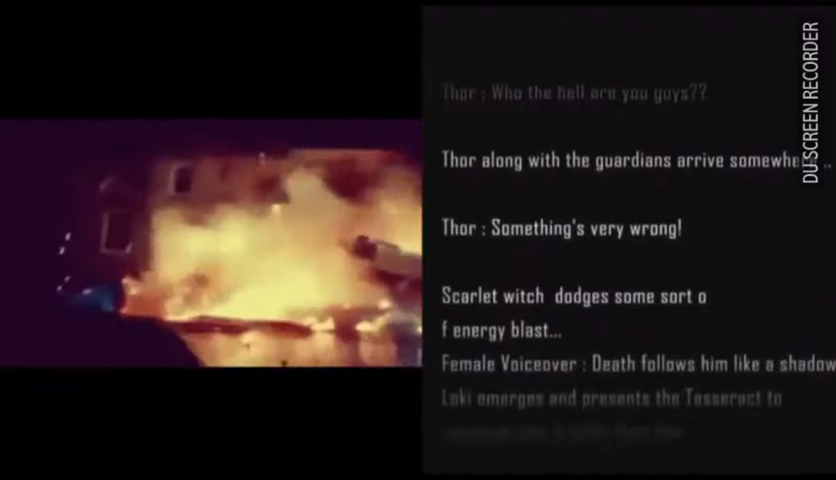 Thor : Who the hell are you guys??
Thor along with the guardians arrive somewhe
Thor : Something's very wrong!
Scarlet witch dodges some sort o
f energy blast...
Female Voiceover : Death follows him like a shadow
Loki emerges and presents the Tesseract to
DU SCREEN RECORDER